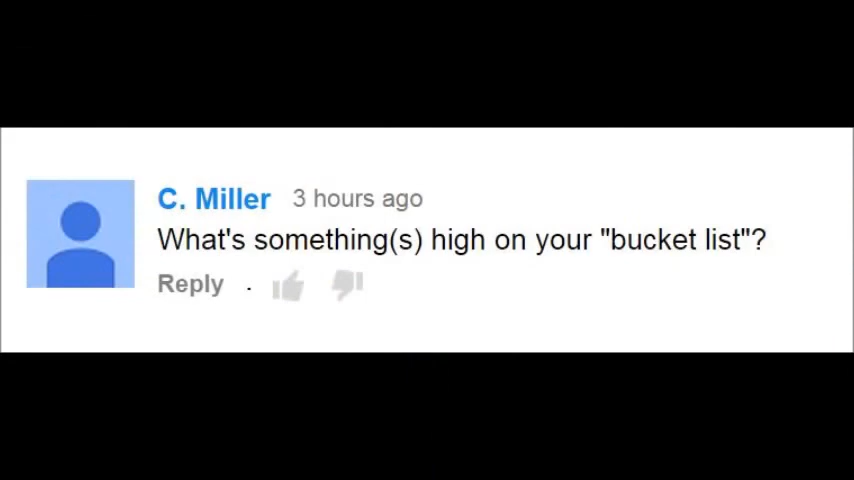 C. Miller 3 hours ago
What's something(s) high on your "bucket list"?
Reply .